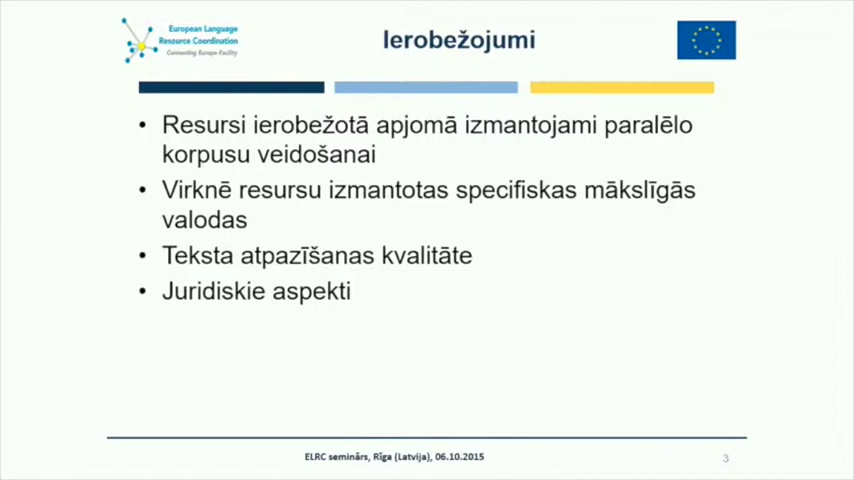 European Language
Resource Coordination
Connecting Europe Facility
Ierobežojumi
• Resursi ierobežotā apjomā izmantojami paralēlo
korpusu veidošanai
• Virknē resursu izmantotas specifiskas mākslīgās
valodas
• Teksta atpazīšanas kvalitāte
• Juridiskie aspekti
ELRC seminārs, Rīga (Latvija), 06.10.2015
3